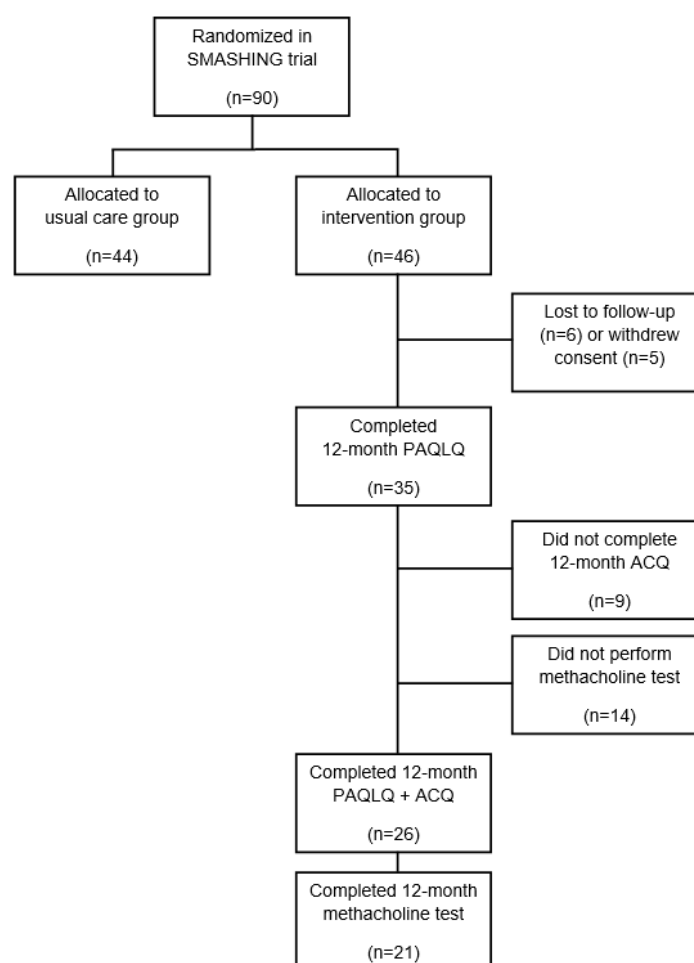 Randomized in
SMASHING trial
(n=90)
Allocated to
usual care group
(n=44)
Allocated to
intervention group
(n=46)
Lost to follow-up
(n=6) or withdrew
consent (n=5)
Completed
12-month PAQLQ
(n=35)
Did not complete
12-month ACQ
(n=9)
Did not perform
methacholine test
(n=14)
Completed 12-month
PAQLQ + ACQ
(n=26)
Completed 12-month
methacholine test
(n=21)